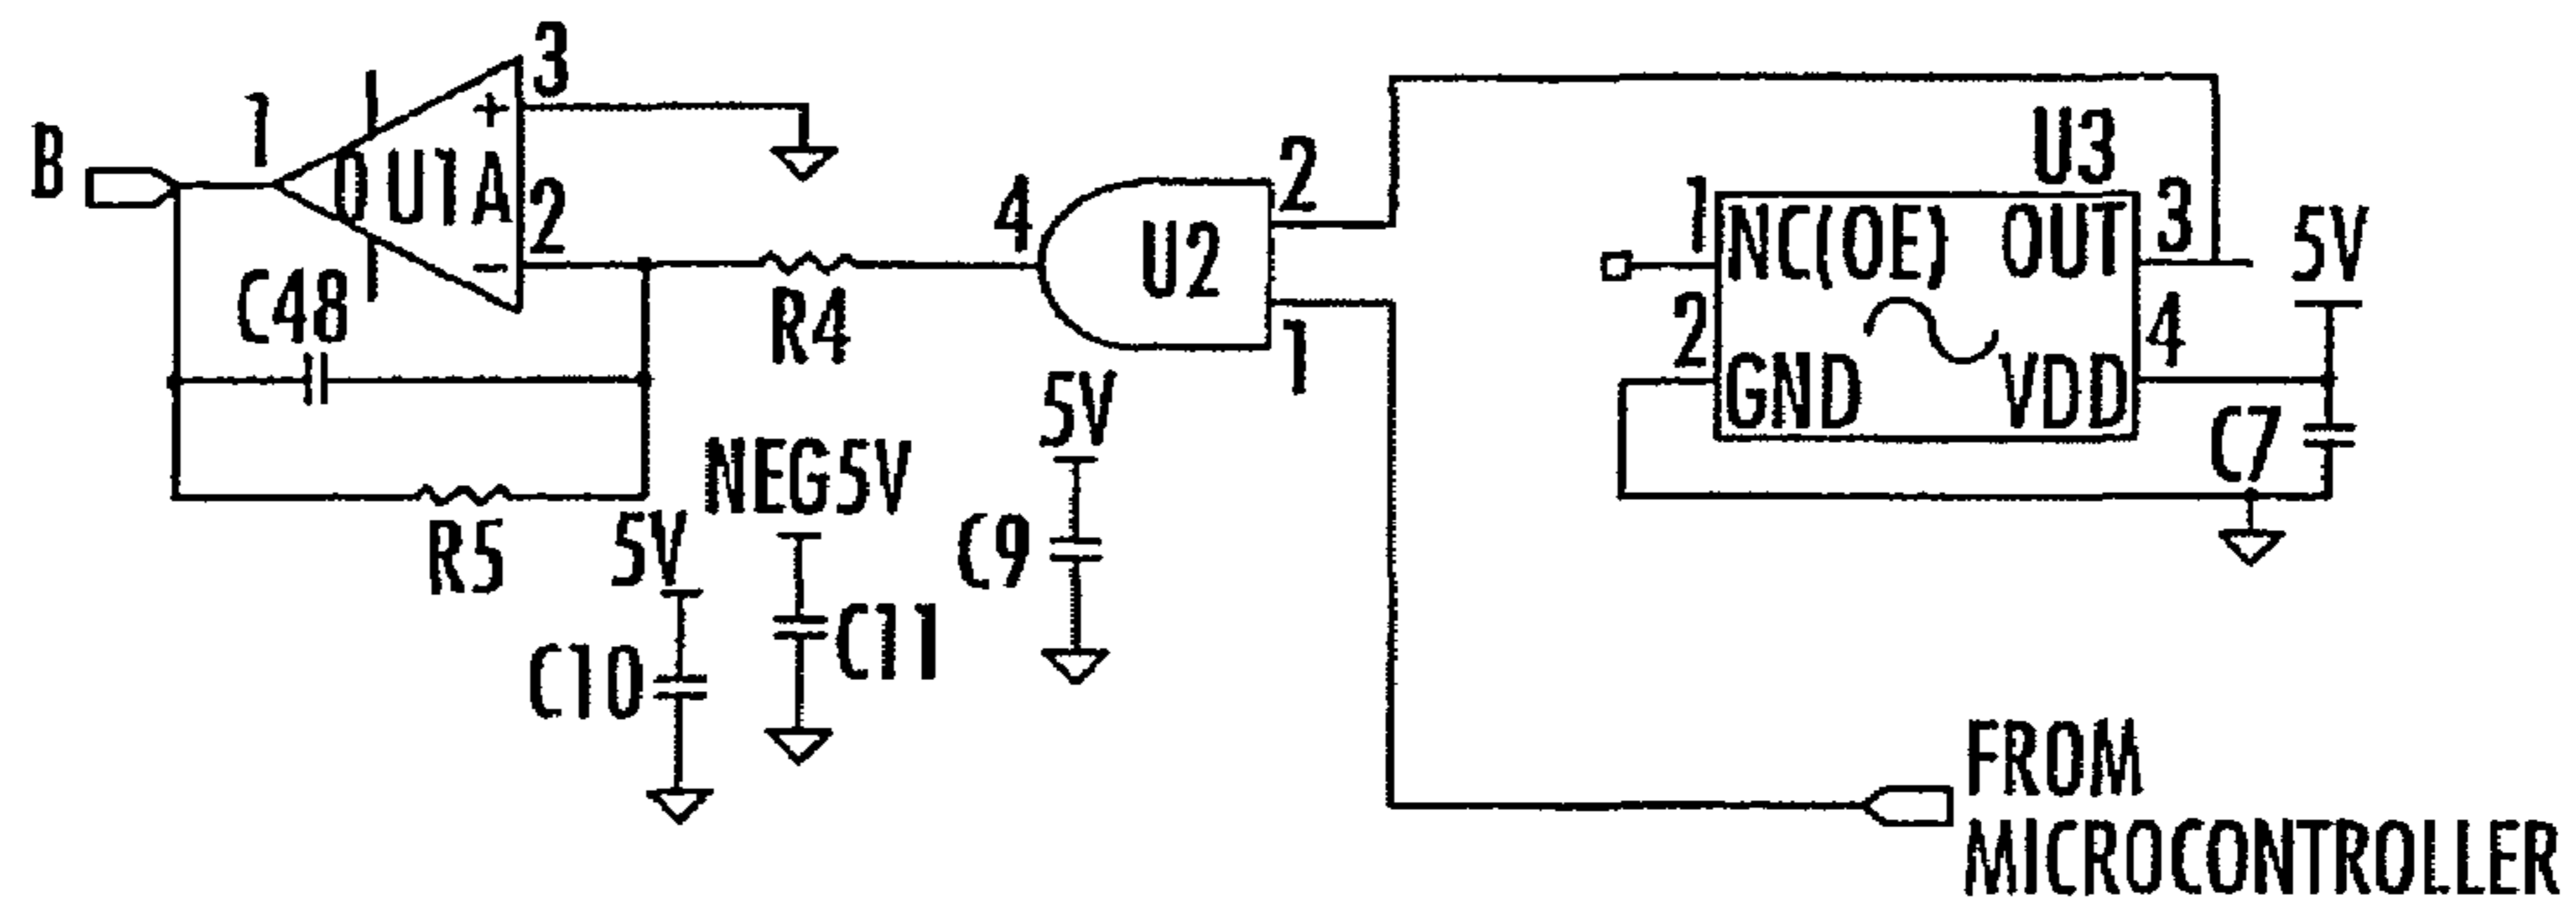 B
1
3
0 U1A
+
2
-
C48
R5
R4
4
U2
2
1
U3
1
NC(OE) OUT
3
2
GND VDD
4
5V
C7
5V
C9
NEG5V
C11
5V
C10
FROM
MICROCONTROLLER